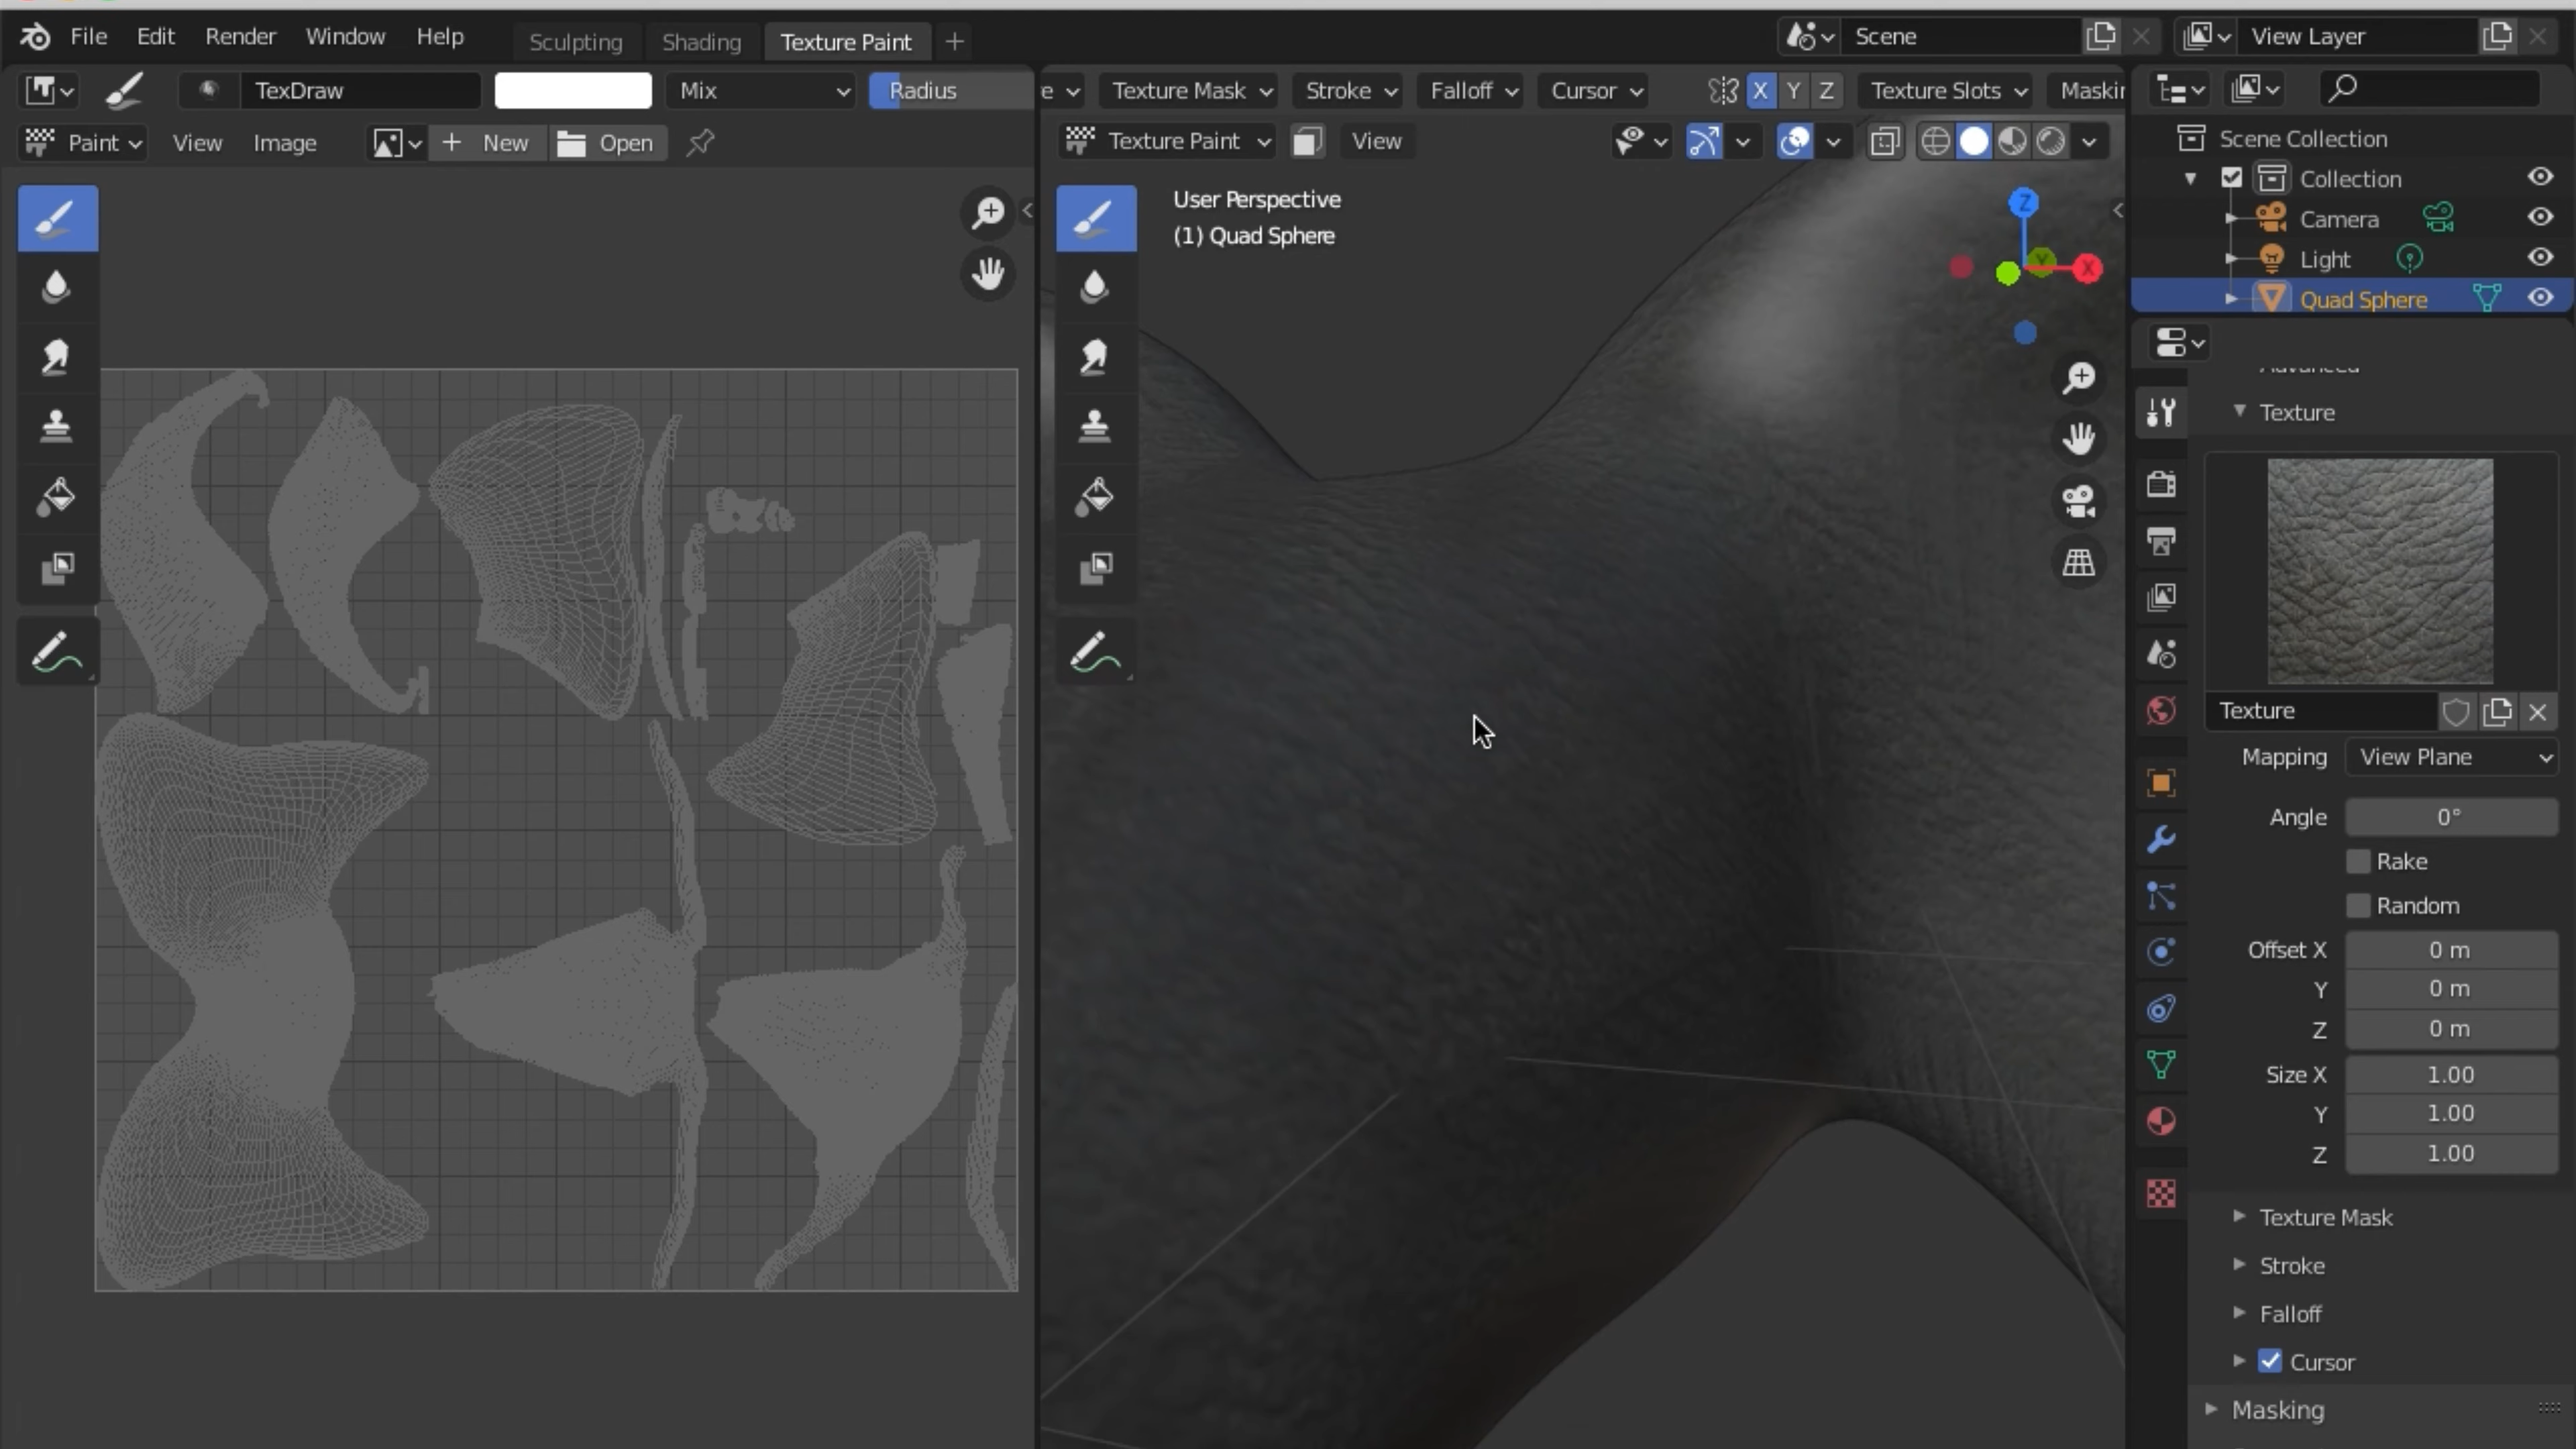 File Edit Render Window Help Sculpting Shading Texture Paint + Scene View Layer
TexDraw Mix Radius Texture Mask Stroke Falloff Cursor X Y Z Texture Slots
Paint View Image + New Open Texture Paint View
Scene Collection
Collection
Camera
Light
Quad Sphere
User Perspective
(1) Quad Sphere
Z
Y
X
Advanced
Texture
Texture
Mapping View Plane
Angle 0°
Rake
Random
Offset X 0 m
Y 0 m
Z 0 m
Size X 1.00
Y 1.00
Z 1.00
Texture Mask
Stroke
Falloff
Cursor
Masking